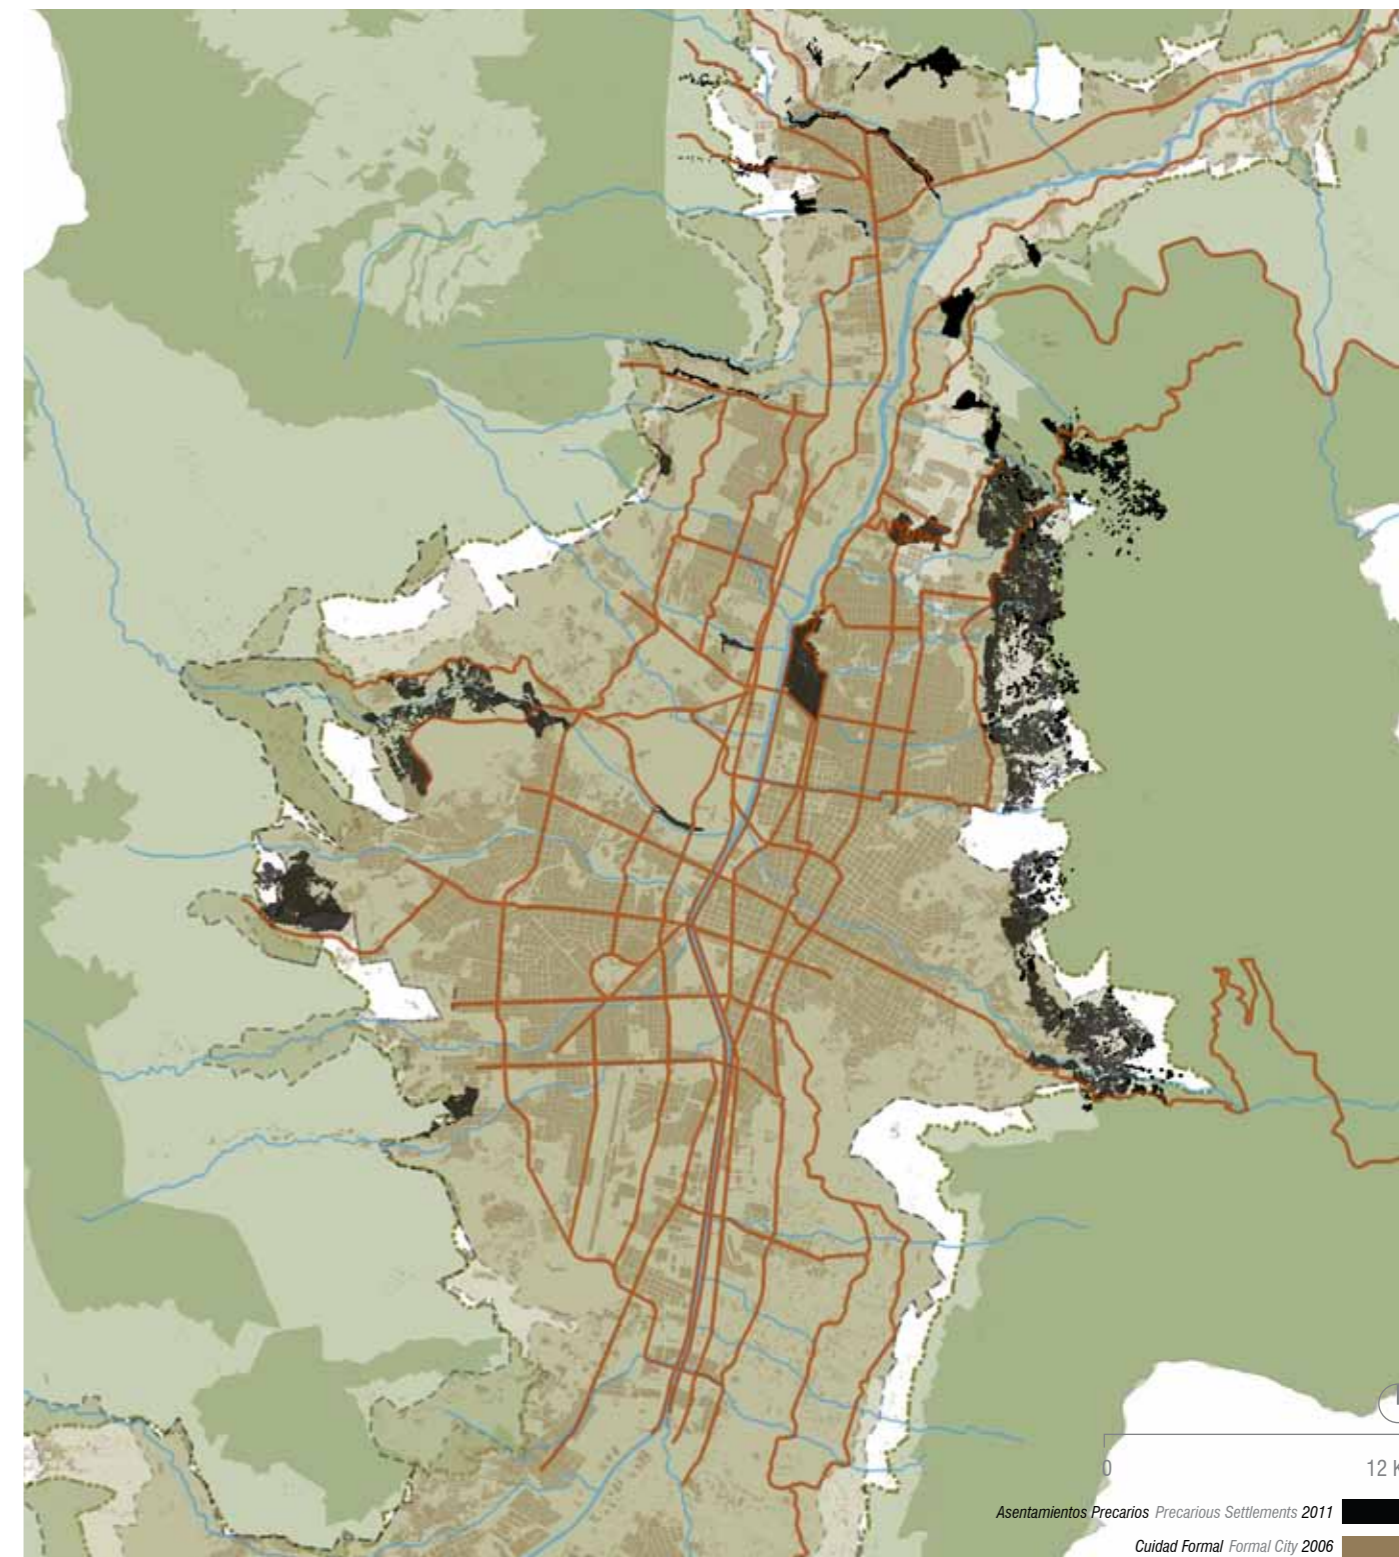 0
12 K
Asentamientos Precarios Precarious Settlements 2011
Cuidad Formal Formal City 2006